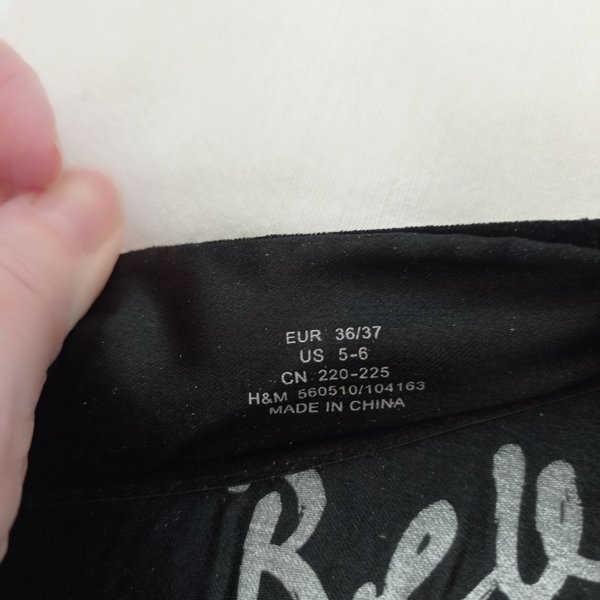 EUR 36/37
US 5-6
CN 220-225
H&M 560510/104163
MADE IN CHINA